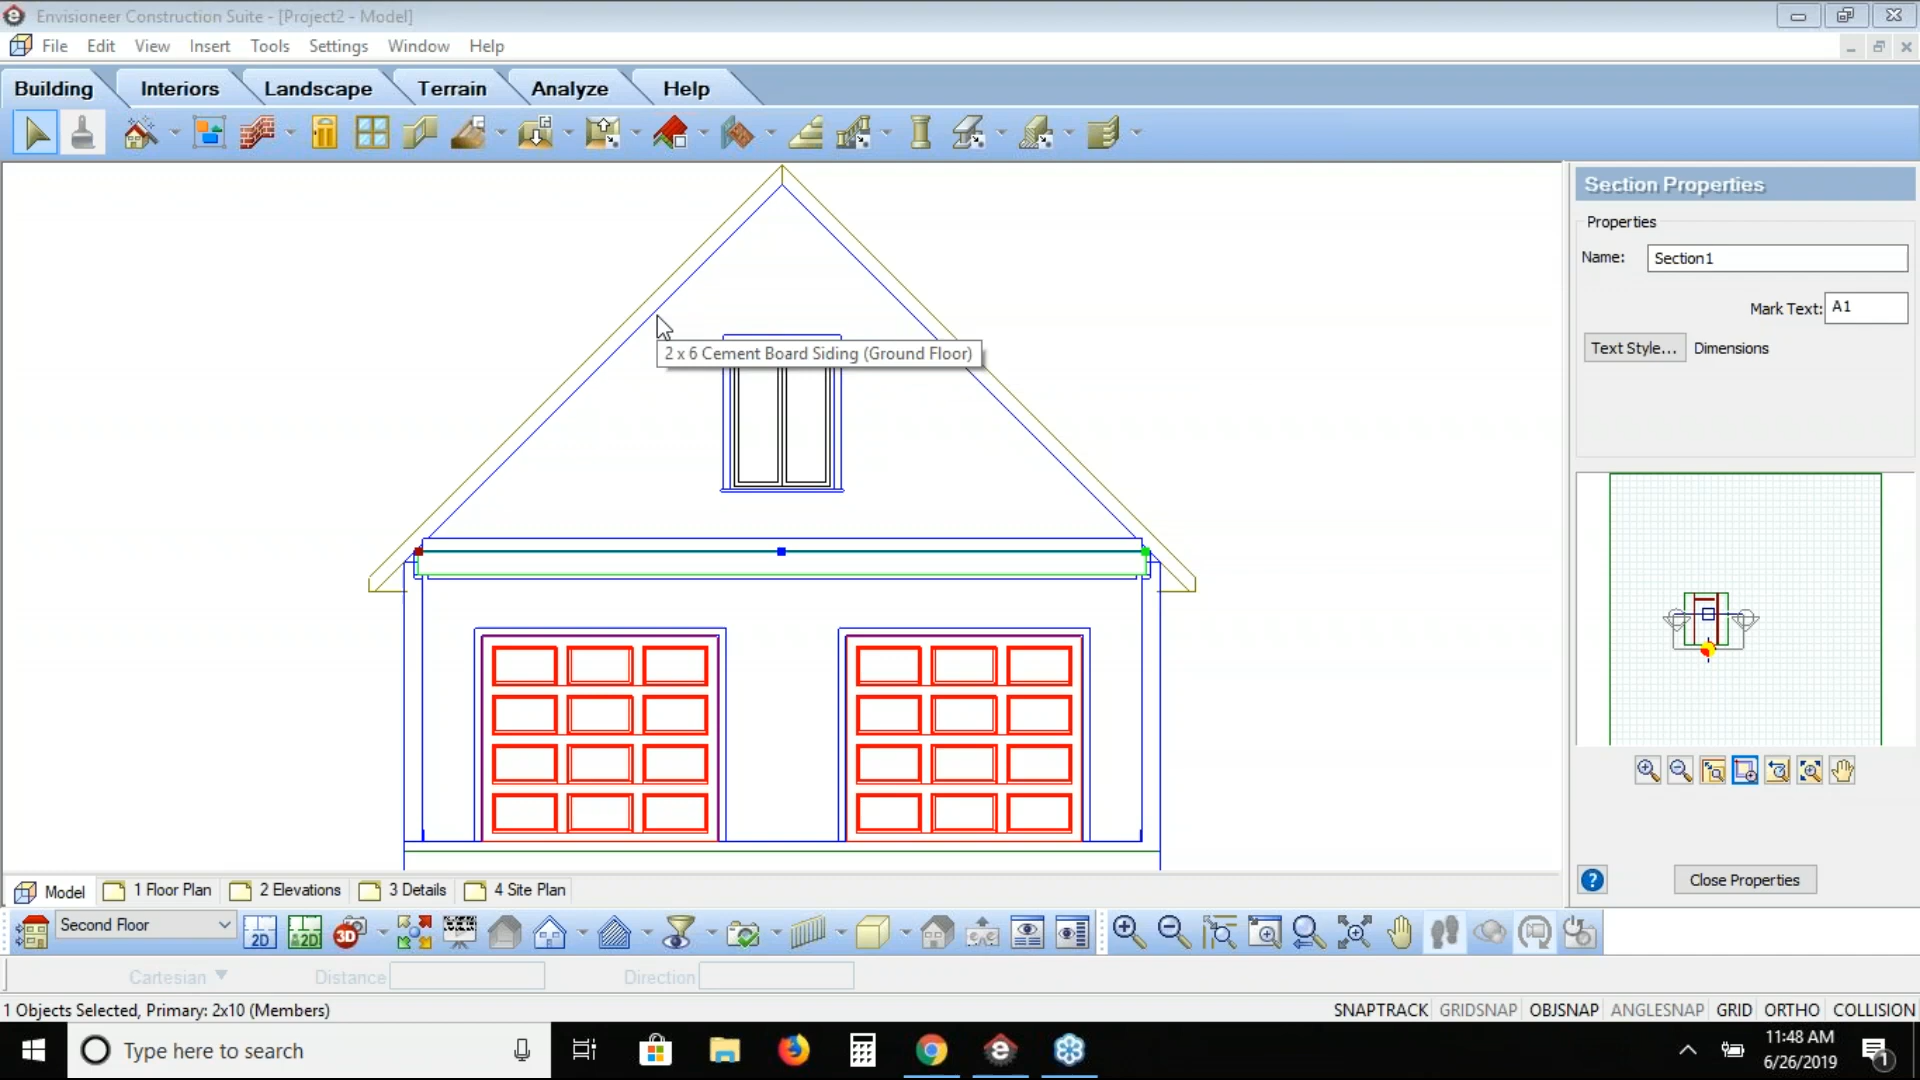 Envisioneer Construction Suite - [Project2 - Model]
File Edit View Insert Tools Settings Window Help
Building Interiors Landscape Terrain Analyze Help
Section Properties
Properties
Name: Section1
Mark Text: A1
Text Style... Dimensions
2 x 6 Cement Board Siding (Ground Floor)
Close Properties
Model 1 Floor Plan 2 Elevations 3 Details 4 Site Plan
Second Floor 2D 2D 3D
Cartesian Distance Direction
1 Objects Selected, Primary: 2x10 (Members) SNAPTRACK GRIDSNAP OBJSNAP ANGLESNAP GRID ORTHO COLLISION
Type here to search
11:48 AM
6/26/2019
1